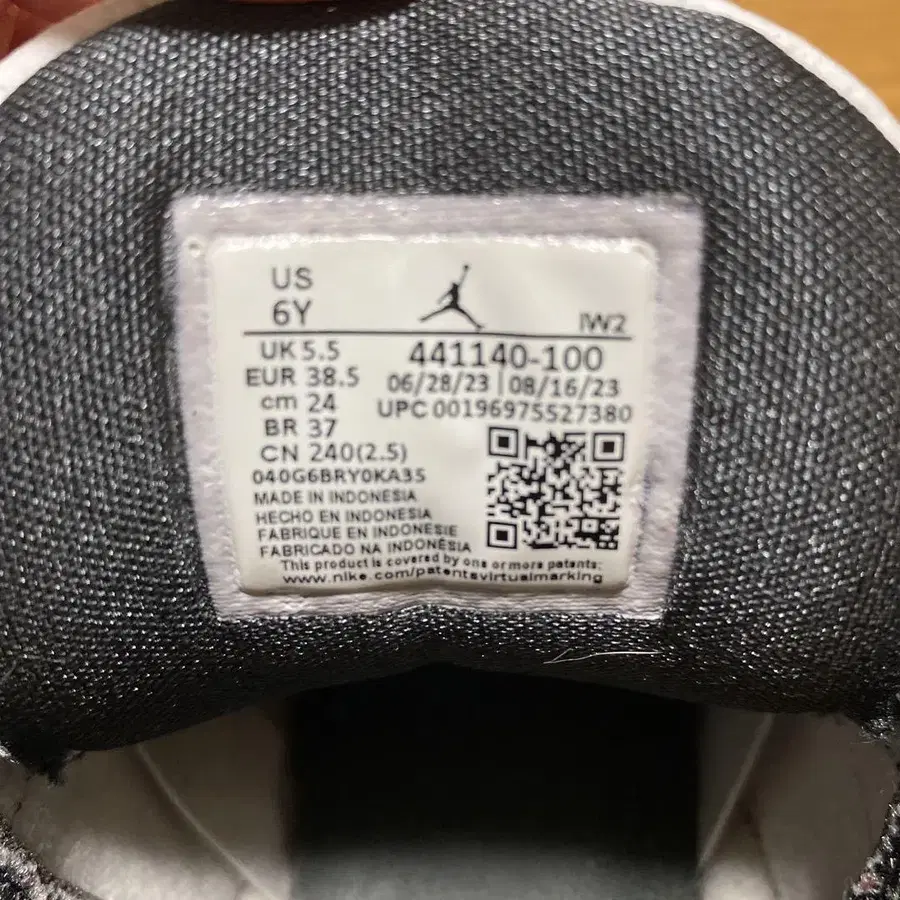 US
6Y
IW2
UK 5.5
441140-100
EUR 38.5
06/28/23 | 08/16/23
cm 24
UPC 00196975527380
BR 37
CN 240(2.5)
040G6BRY0KA35
MADE IN INDONESIA
HECHO EN INDONESIA
FABRIQUE EN INDONESIE
FABRICADO NA INDONÉSIA
This product is covered by one or more patents:
www.nike.com/patentsvirtualmarking